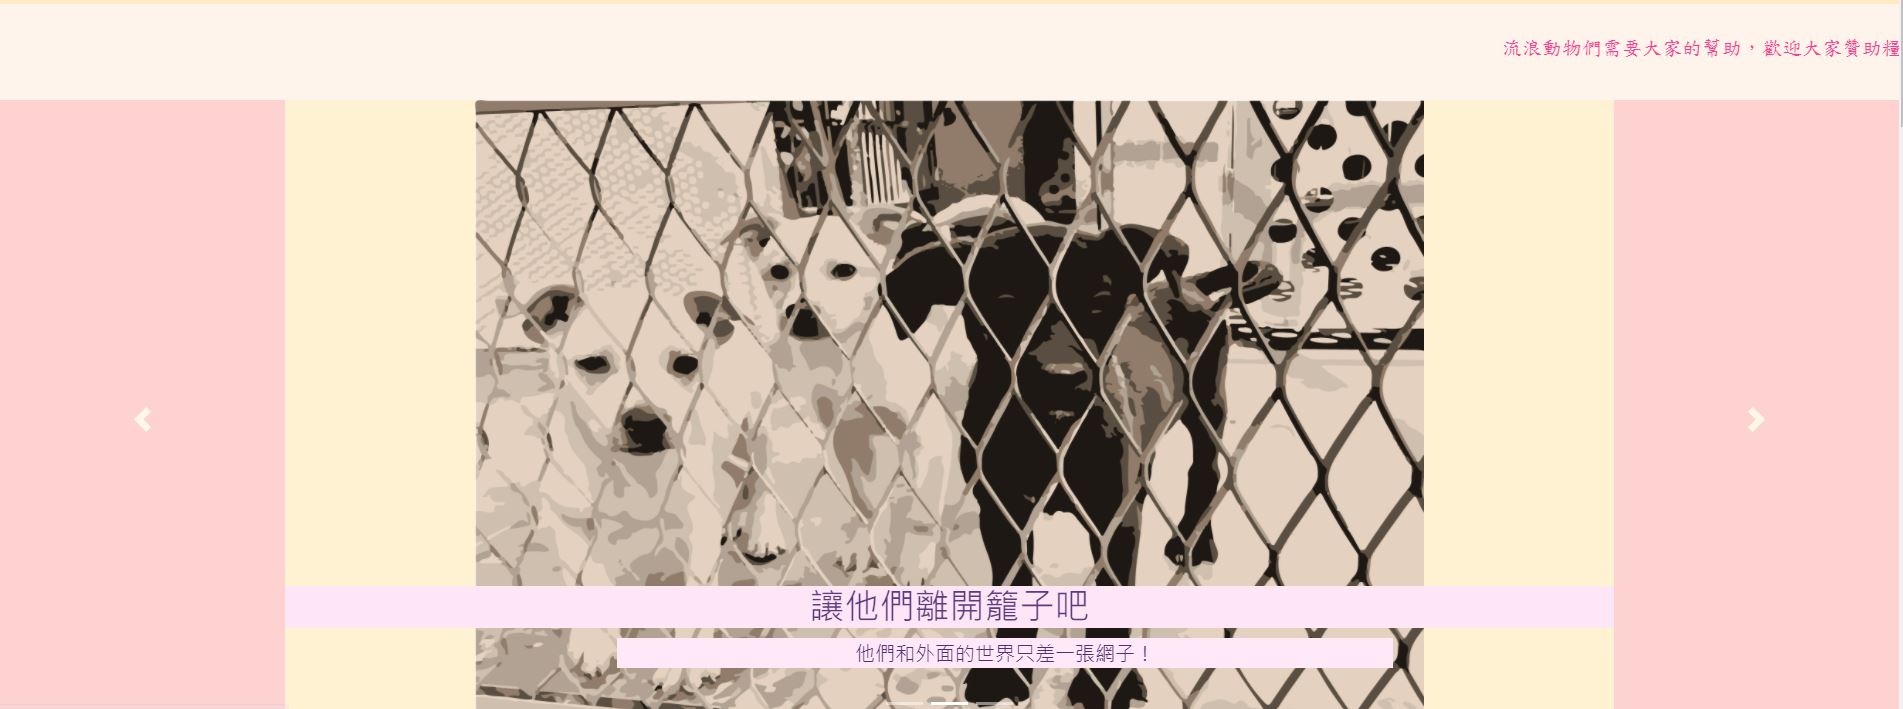 流浪動物們需要大家的幫助，歡迎大家贊助糧
讓他們離開籠子吧
他們和外面的世界只差一張網子！